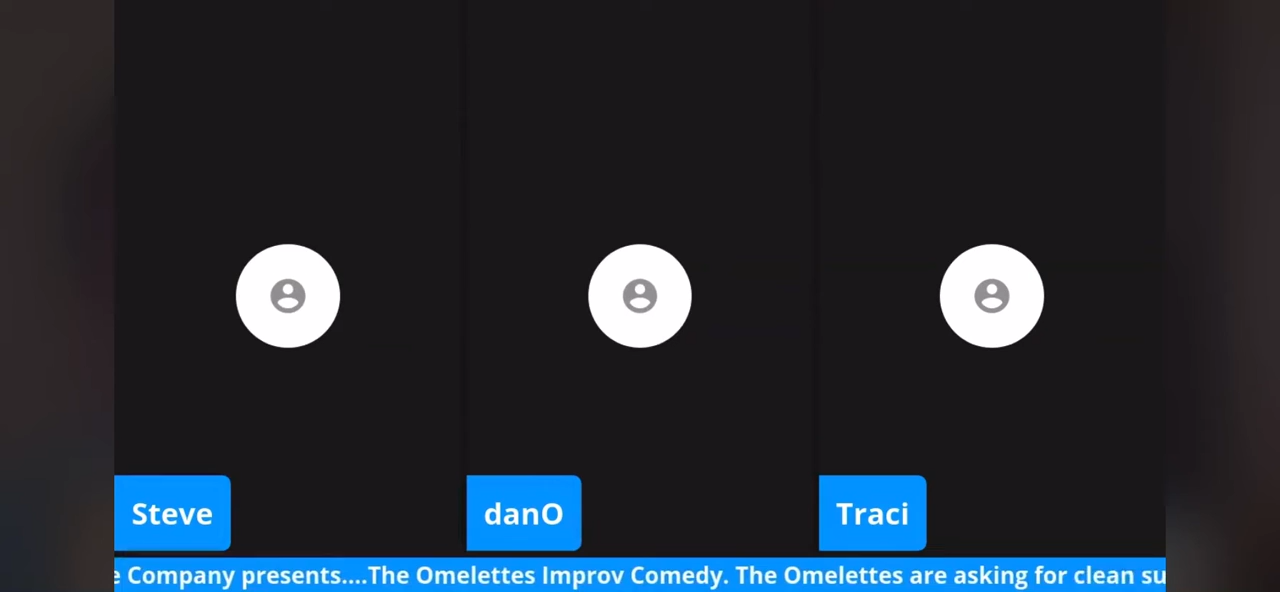 Steve
danO
Traci
Company presents....The Omelettes Improv Comedy. The Omelettes are asking for clean